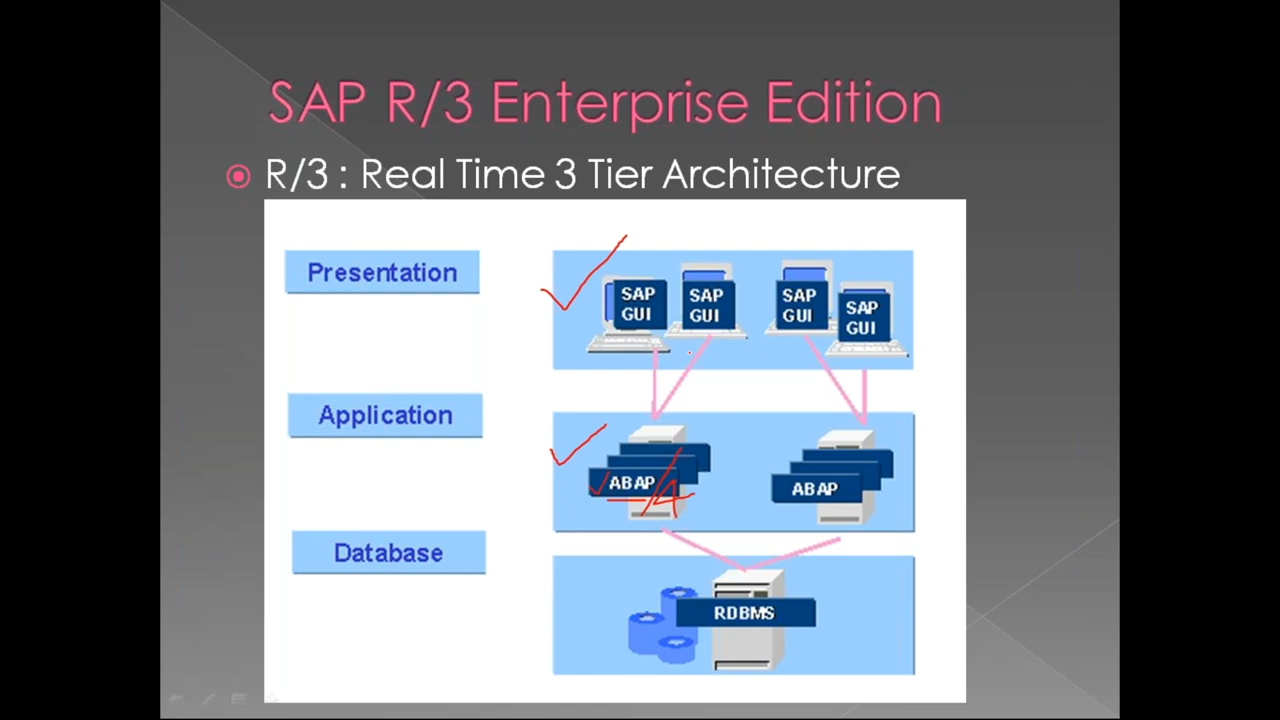 SAP R/3 Enterprise Edition
R/3 : Real Time 3 Tier Architecture
Presentation
SAP GUI
SAP GUI
SAP GUI
SAP GUI
Application
ABAP /4
ABAP
Database
RDBMS